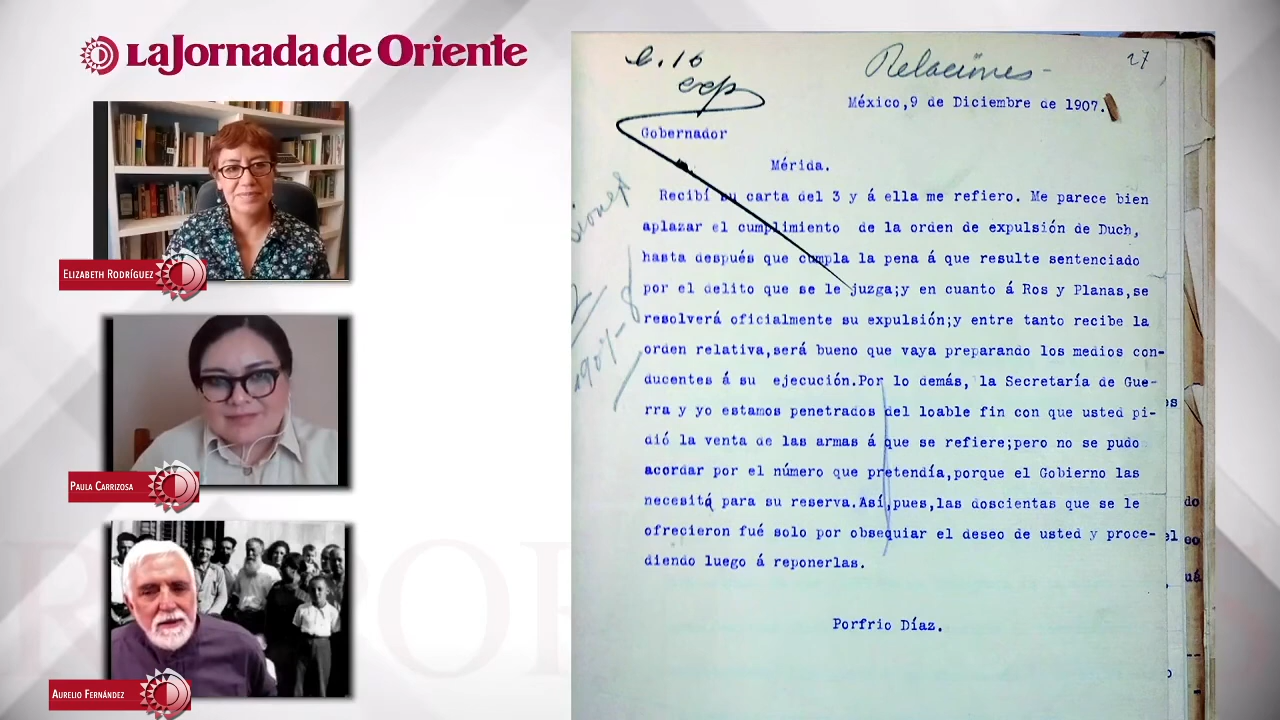 LaJornada de Oriente
Elizabeth Rodríguez
Paula Carrizosa
Aurelio Fernández
Relaciones-
27
México,9 de Diciembre de 1907.
Gobernador
Mérida.
Recibí su carta del 3 y á ella me refiero. Me parece bien
aplazar el cumplimiento de la orden de expulsión de Duch,
hasta después que cumpla la pena á que resulte sentenciado
por el delito que se le juzga;y en cuanto á Ros y Planas,se
resolverá oficialmente su expulsión;y entre tanto recibe la
orden relativa,será bueno que vaya preparando los medios con-
ducentes á su ejecución.Por lo demás, la Secretaría de Gue-
rra y yo estamos penetrados del loable fin con que usted pi-
dió la venta de las armas á que se refiere;pero no se pudo
acordar por el número que pretendía,porque el Gobierno las
necesitá para su reserva.Así,pues,las doscientas que se le
ofrecieron fué solo por obsequiar el deseo de usted y proce-
diendo luego á reponerlas.
Porfrio Díaz.